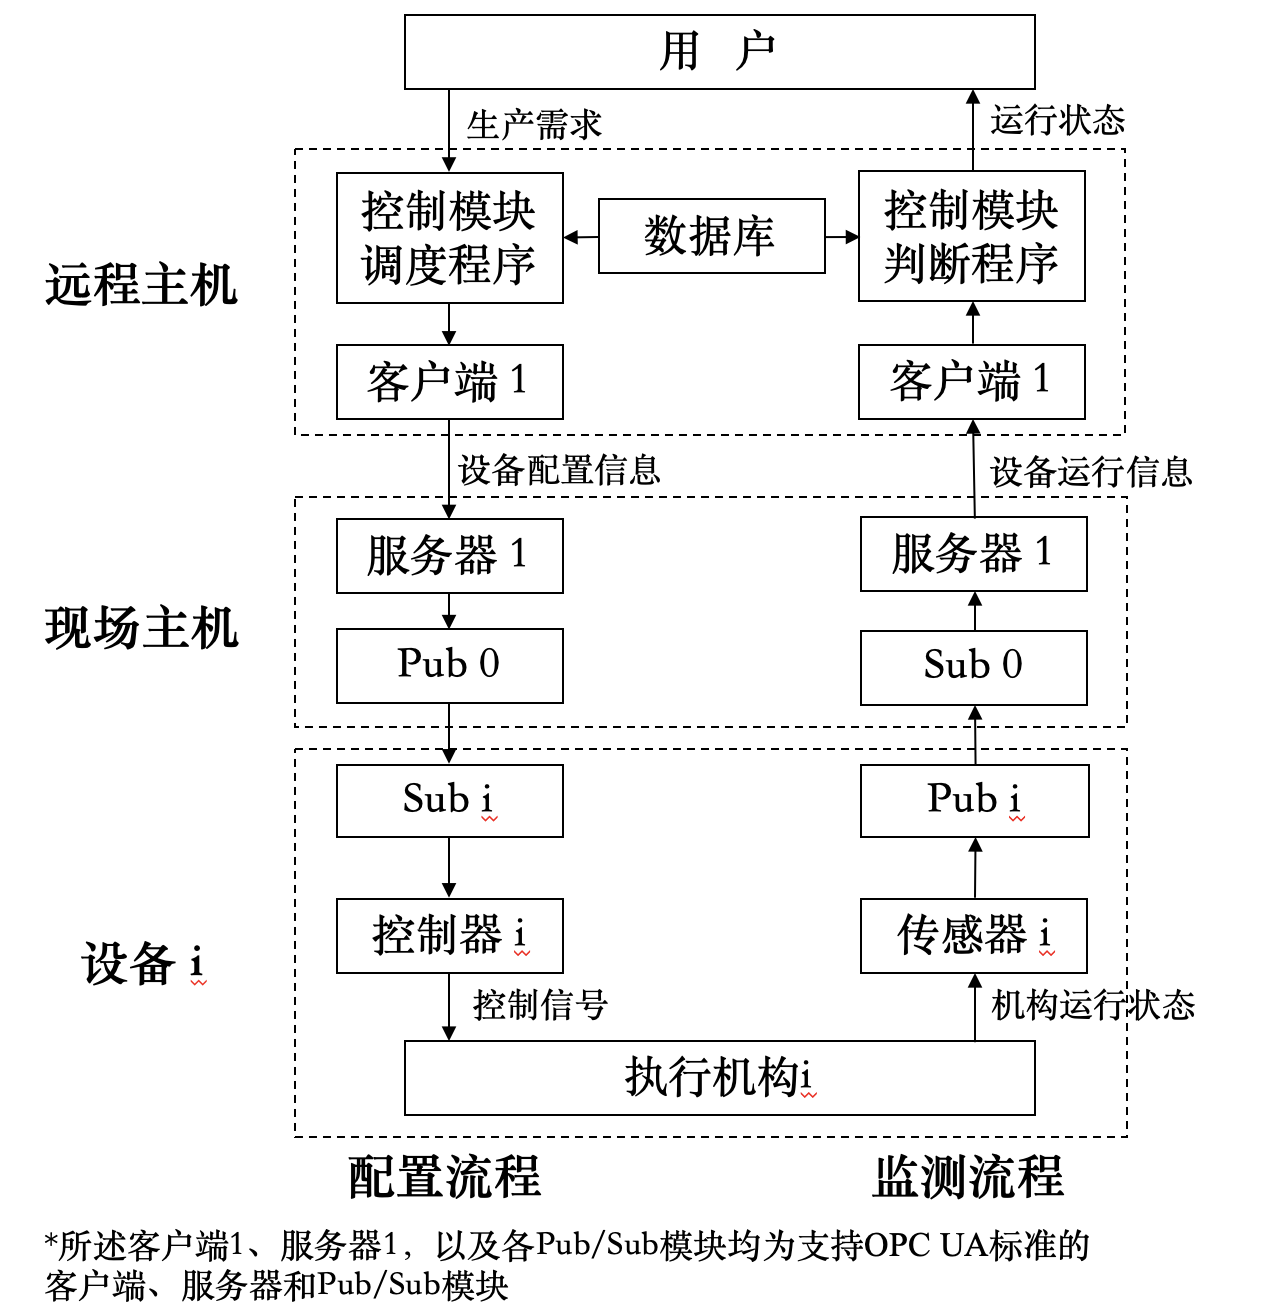 用 户
生产需求
运行状态
控制模块
调度程序
数据库
控制模块
判断程序
远程主机
客户端 1
客户端 1
设备配置信息
设备运行信息
服务器 1
服务器 1
现场主机
Pub 0
Sub 0
Sub i
Pub i
控制器 i
传感器 i
设备 i
控制信号
机构运行状态
执行机构i
配置流程
监测流程
*所述客户端1、服务器1，以及各Pub/Sub模块均为支持OPC UA标准的
客户端、服务器和Pub/Sub模块